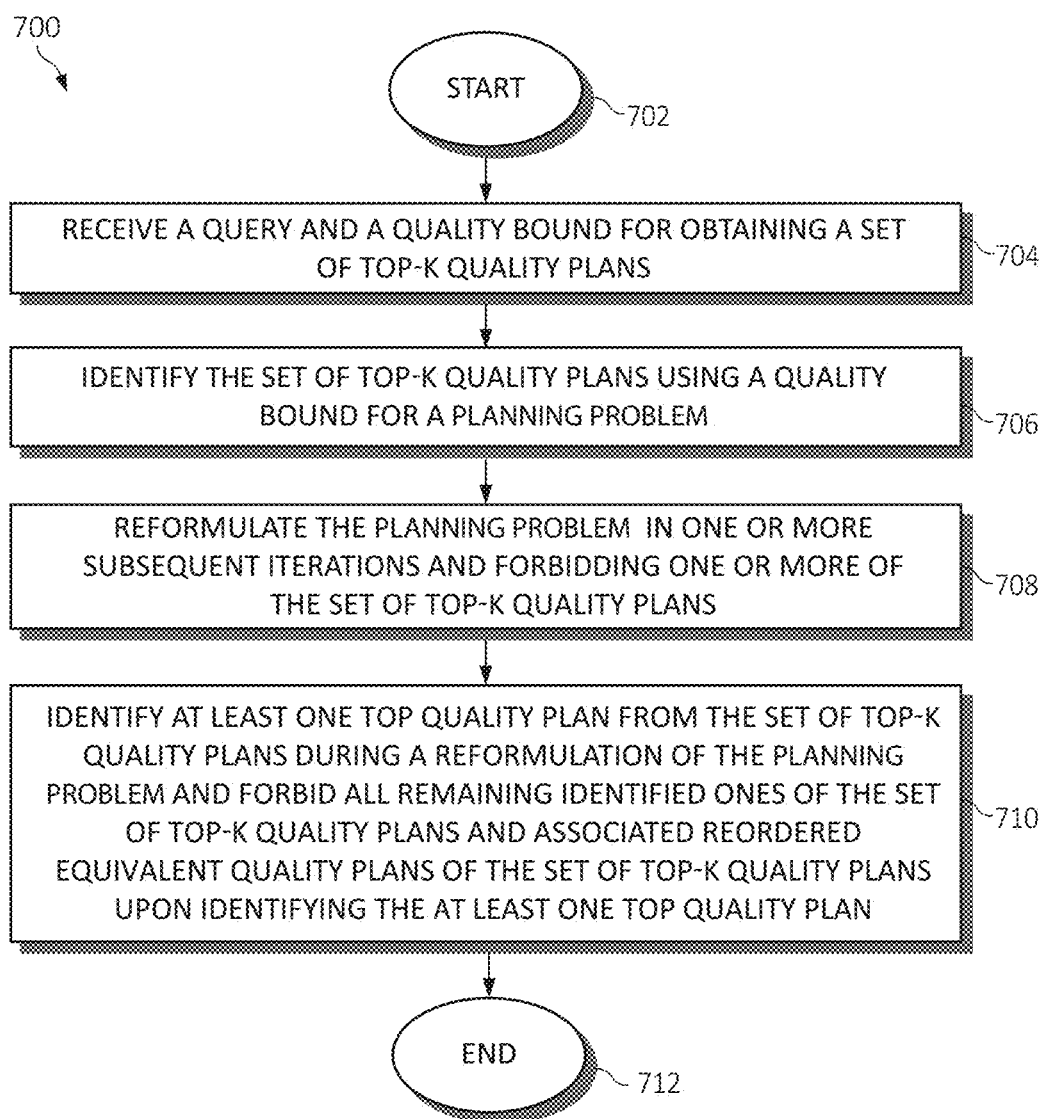 700
START
702
RECEIVE A QUERY AND A QUALITY BOUND FOR OBTAINING A SET
OF TOP-K QUALITY PLANS
704
IDENTIFY THE SET OF TOP-K QUALITY PLANS USING A QUALITY
BOUND FOR A PLANNING PROBLEM
706
REFORMULATE THE PLANNING PROBLEM IN ONE OR MORE
SUBSEQUENT ITERATIONS AND FORBIDDING ONE OR MORE OF
THE SET OF TOP-K QUALITY PLANS
708
IDENTIFY AT LEAST ONE TOP QUALITY PLAN FROM THE SET OF TOP-K
QUALITY PLANS DURING A REFORMULATION OF THE PLANNING
PROBLEM AND FORBID ALL REMAINING IDENTIFIED ONES OF THE SET
OF TOP-K QUALITY PLANS AND ASSOCIATED REORDERED
EQUIVALENT QUALITY PLANS OF THE SET OF TOP-K QUALITY PLANS
UPON IDENTIFYING THE AT LEAST ONE TOP QUALITY PLAN
710
END
712